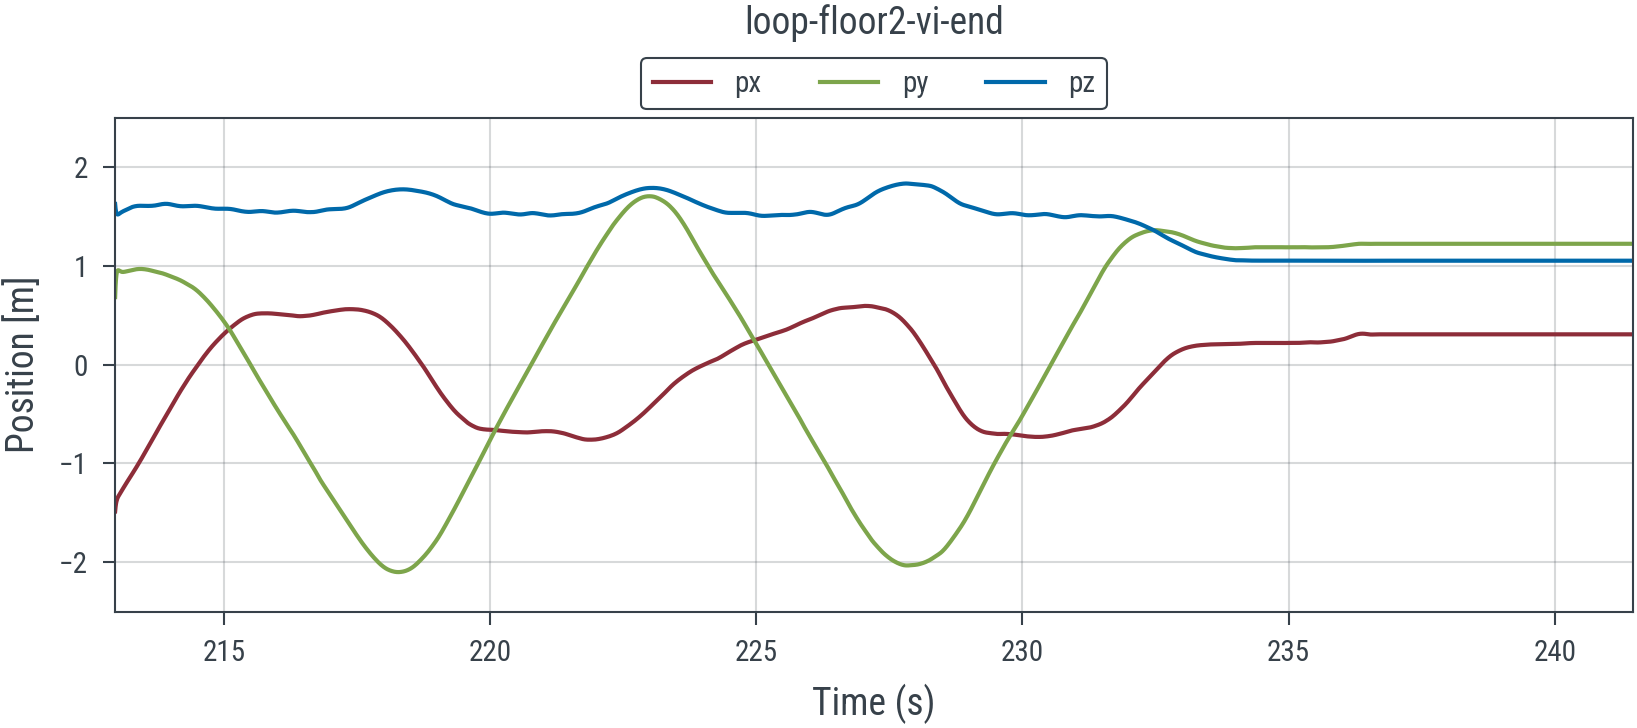 loop-floor2-vi-end
px py pz
2
1
0
−1
−2
Position [m]
215 220 225 230 235 240
Time (s)